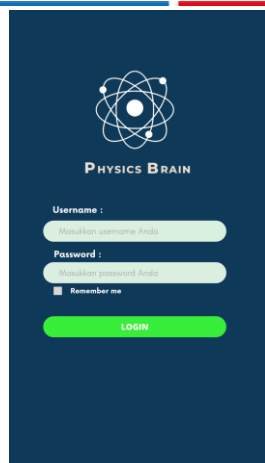 PHYSICS BRAIN
Username :
Masukkan username Anda
Password :
Masukkan password Anda
Remember me
LOGIN